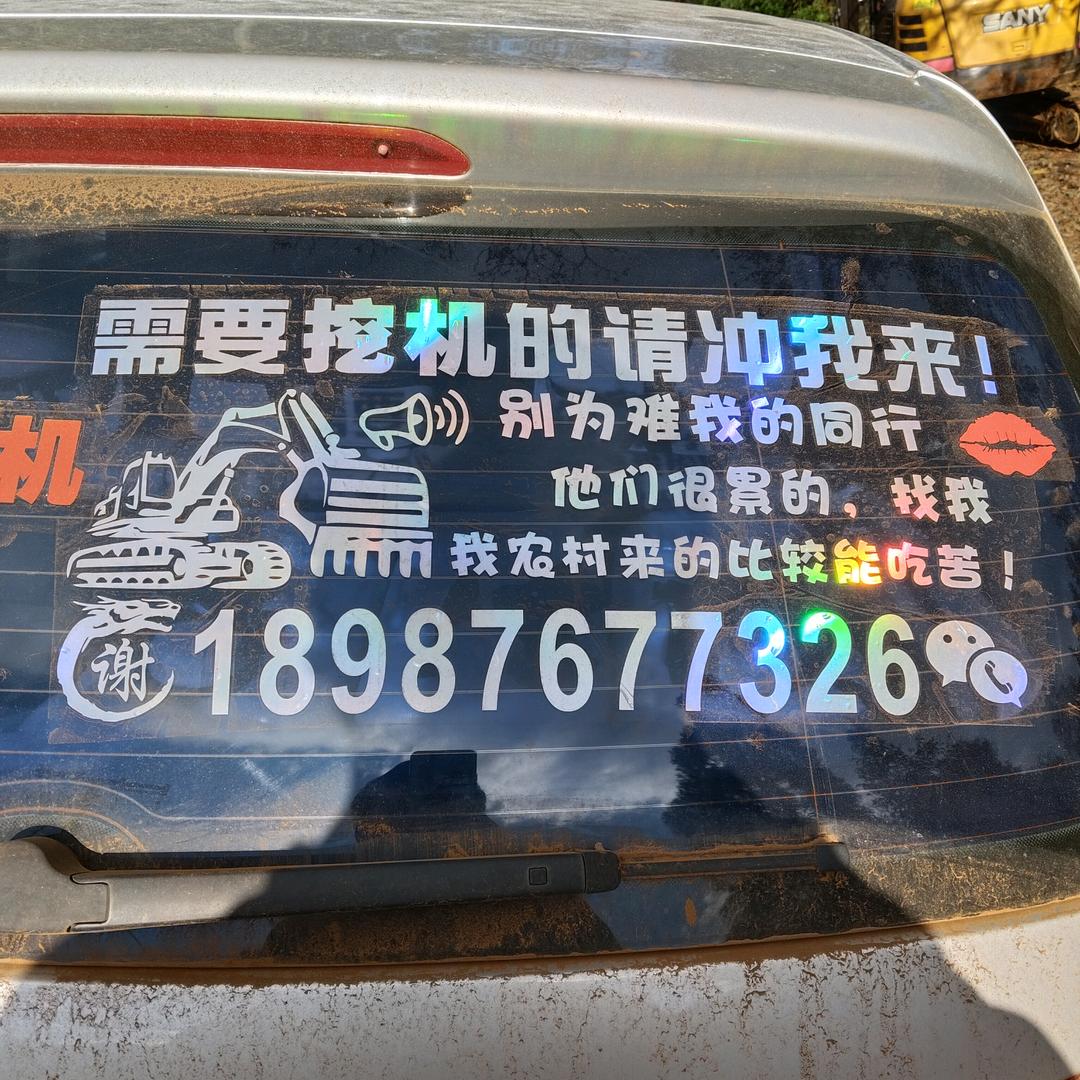 SANY
需要挖机的请冲我来！
机
别为难我的同行
他们很累的，找我
我农村来的比较能吃苦！
谢
18987677326